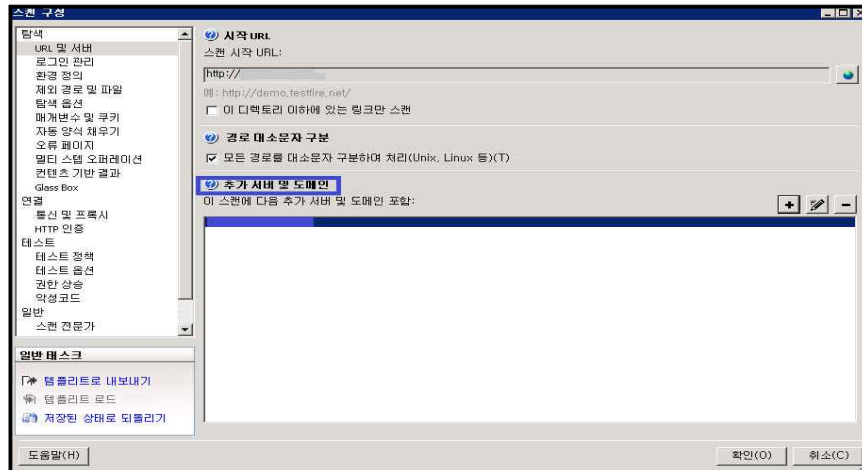 스캔 구성
탐색
URL 및 서버
로그인 관리
환경 정의
제외 경로 및 파일
탐색 옵션
매개변수 및 쿠키
자동 양식 채우기
오류 페이지
멀티 스텝 오퍼레이션
컨텐츠 기반 결과
Glass Box
연결
통신 및 프록시
HTTP 인증
테스트
테스트 정책
테스트 옵션
권한 상승
악성코드
일반
스캔 전문가
일반 태스크
템플리트로 내보내기
템플리트 로드
저장된 상태로 되돌리기
시작 URL
스캔 시작 URL:
http://
예: http://demo.testfire.net/
이 디렉토리 이하에 있는 링크만 스캔
경로 대소문자 구분
모든 경로를 대소문자 구분하여 처리(Unix, Linux 등)(T)
추가 서버 및 도메인
이 스캔에 다음 추가 서버 및 도메인 포함:
도움말(H)
확인(O)
취소(C)